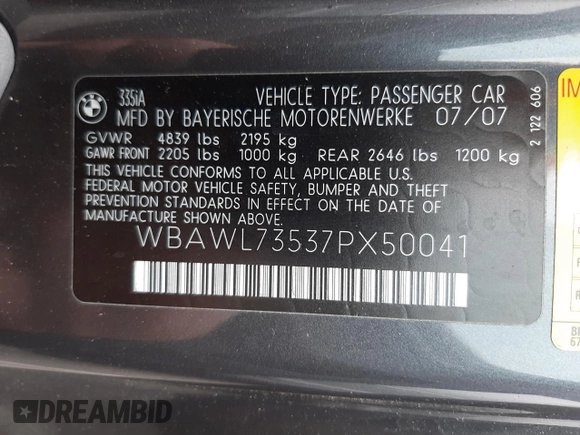 335iA VEHICLE TYPE: PASSENGER CAR
MFD BY BAYERISCHE MOTORENWERKE 07/07
GVWR 4839 lbs 2195 kg
GAWR FRONT 2205 lbs 1000 kg REAR 2646 lbs 1200 kg
THIS VEHICLE CONFORMS TO ALL APPLICABLE U.S.
FEDERAL MOTOR VEHICLE SAFETY, BUMPER AND THEFT
PREVENTION STANDARDS IN EFFECT ON THE DATE OF
MANUFACTURE SHOWN ABOVE.
WBAWL73537PX50041
2 122 606
BMW
IM
DREAMBID